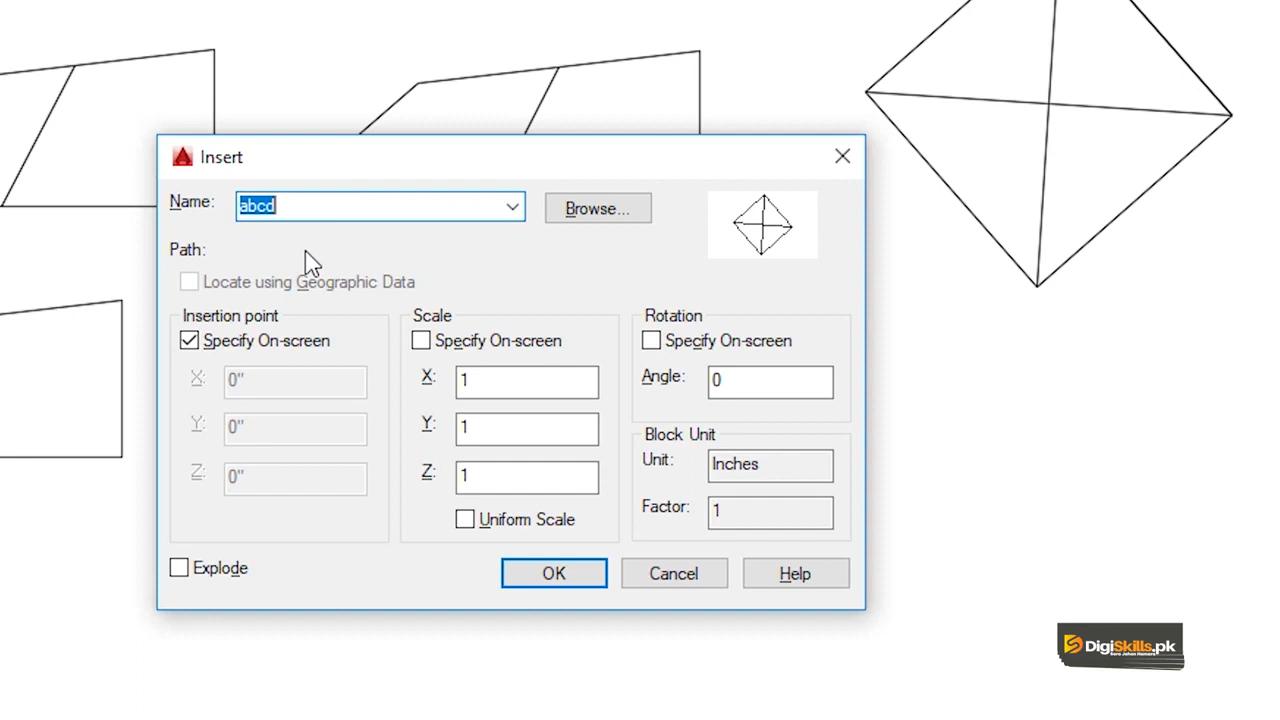 Insert
Name: abcd Browse...
Path:
Locate using Geographic Data
Insertion point
Specify On-screen
X: 0"
Y: 0"
Z: 0"
Scale
Specify On-screen
X: 1
Y: 1
Z: 1
Uniform Scale
Rotation
Specify On-screen
Angle: 0
Block Unit
Unit: Inches
Factor: 1
Explode
OK Cancel Help
DigiSkills.pk